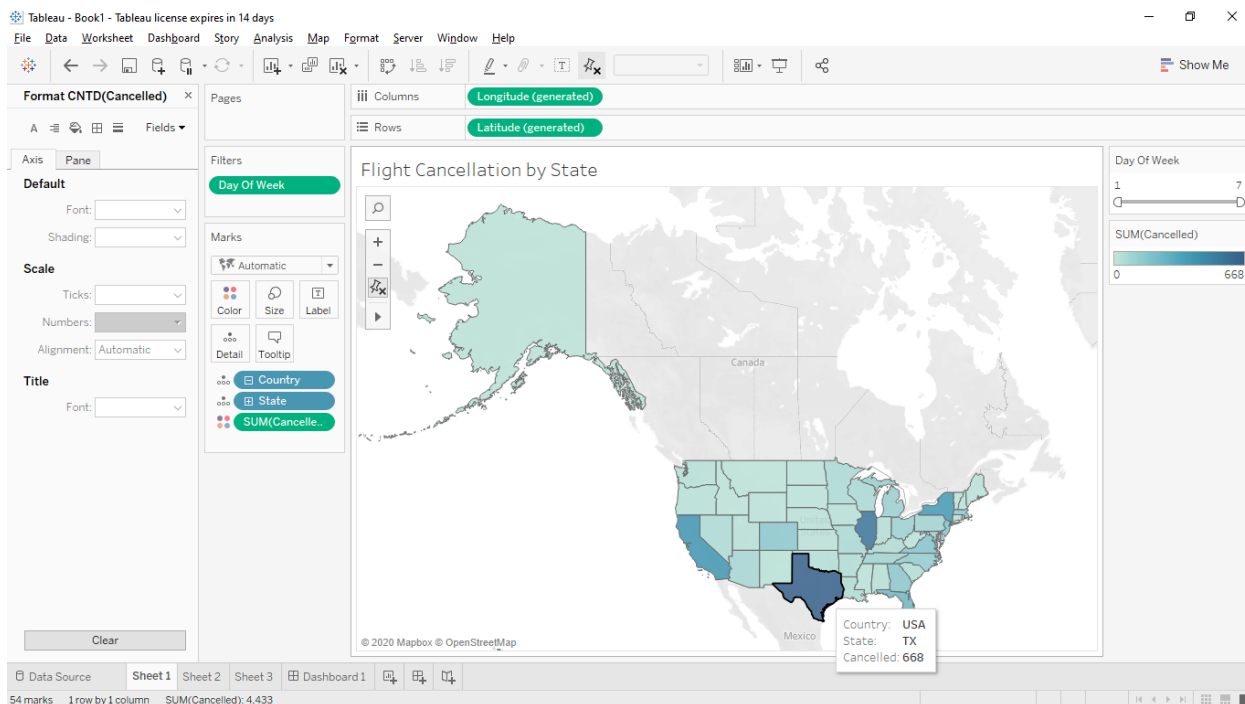 Tableau - Book1 - Tableau license expires in 14 days
File Data Worksheet Dashboard Story Analysis Map Format Server Window Help
Show Me
Format CNTD(Cancelled) ×
Fields
Axis Pane
Default
Font:
Shading:
Scale
Ticks:
Numbers:
Alignment: Automatic
Title
Font:
Clear
Pages
Filters
Day Of Week
Marks
Automatic
Color Size Label
Detail Tooltip
Country
State
SUM(Cancelle..
Columns Longitude (generated)
Rows Latitude (generated)
Flight Cancellation by State
Canada
United
States
Mexico
Country: USA
State: TX
Cancelled: 668
© 2020 Mapbox © OpenStreetMap
Day Of Week
1 7
SUM(Cancelled)
0 668
Data Source Sheet 1 Sheet 2 Sheet 3 Dashboard 1
54 marks 1 row by 1 column SUM(Cancelled): 4,433